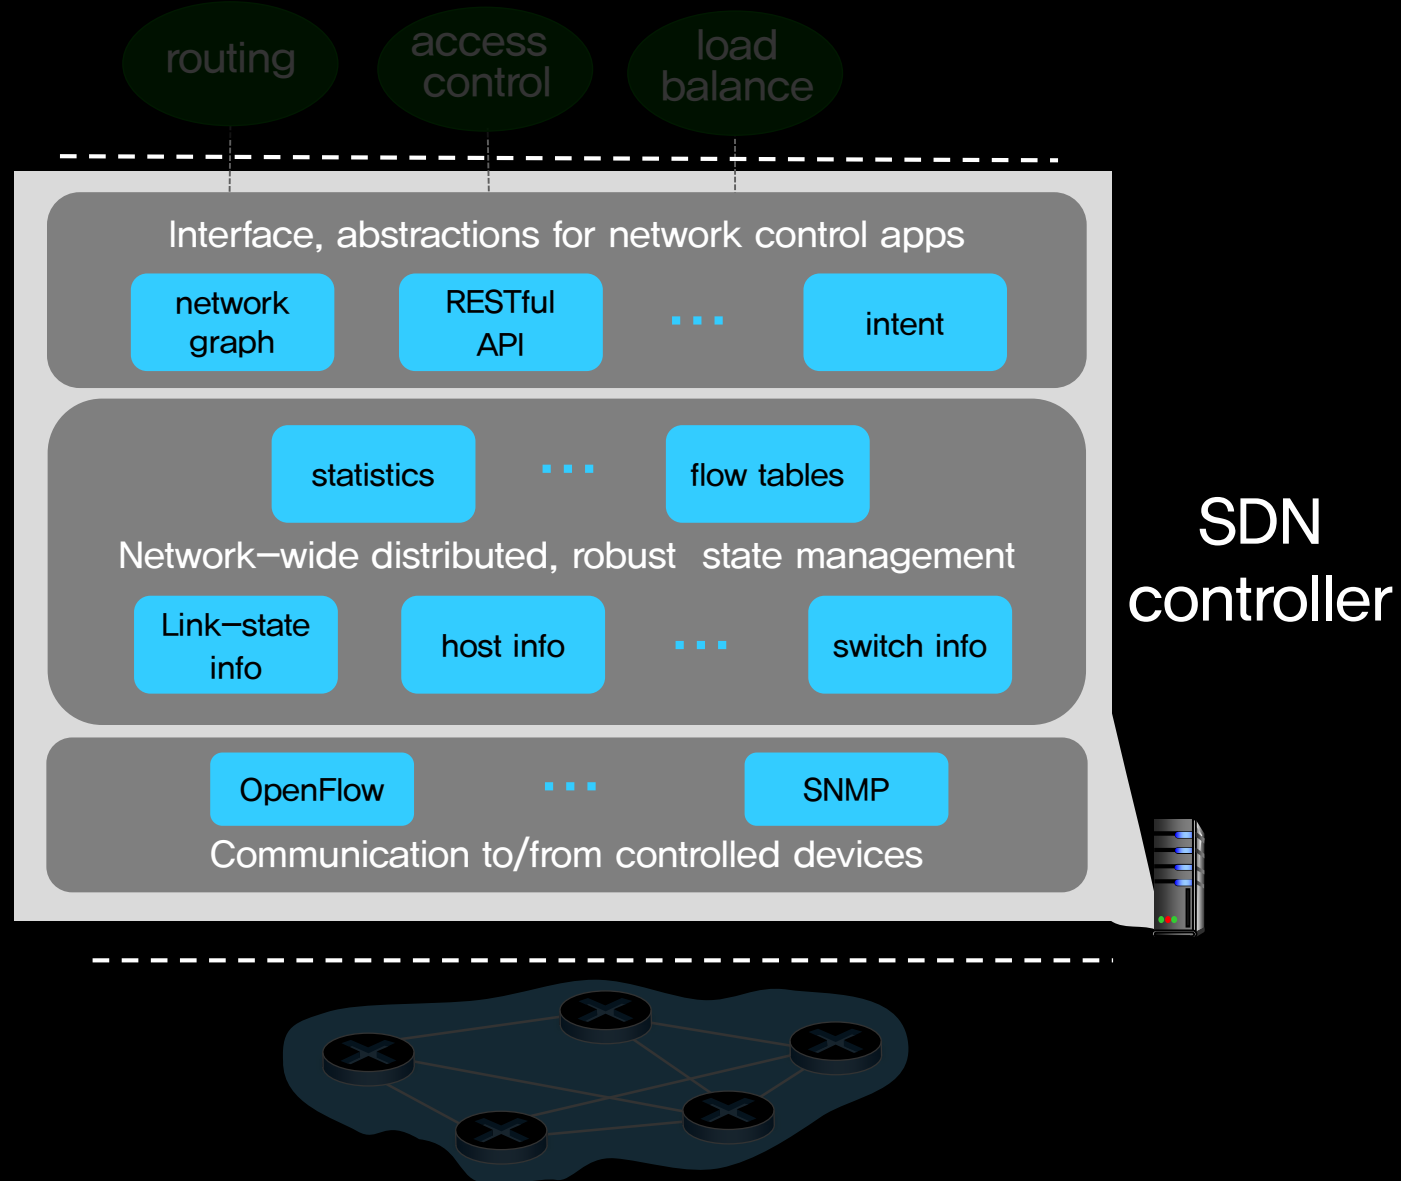 routing
access
control
load
balance
Interface, abstractions for network control apps
network
graph
RESTful
API
...
intent
statistics
...
flow tables
Network-wide distributed, robust  state management
Link-state
info
host info
...
switch info
OpenFlow
...
SNMP
Communication to/from controlled devices
SDN
controller